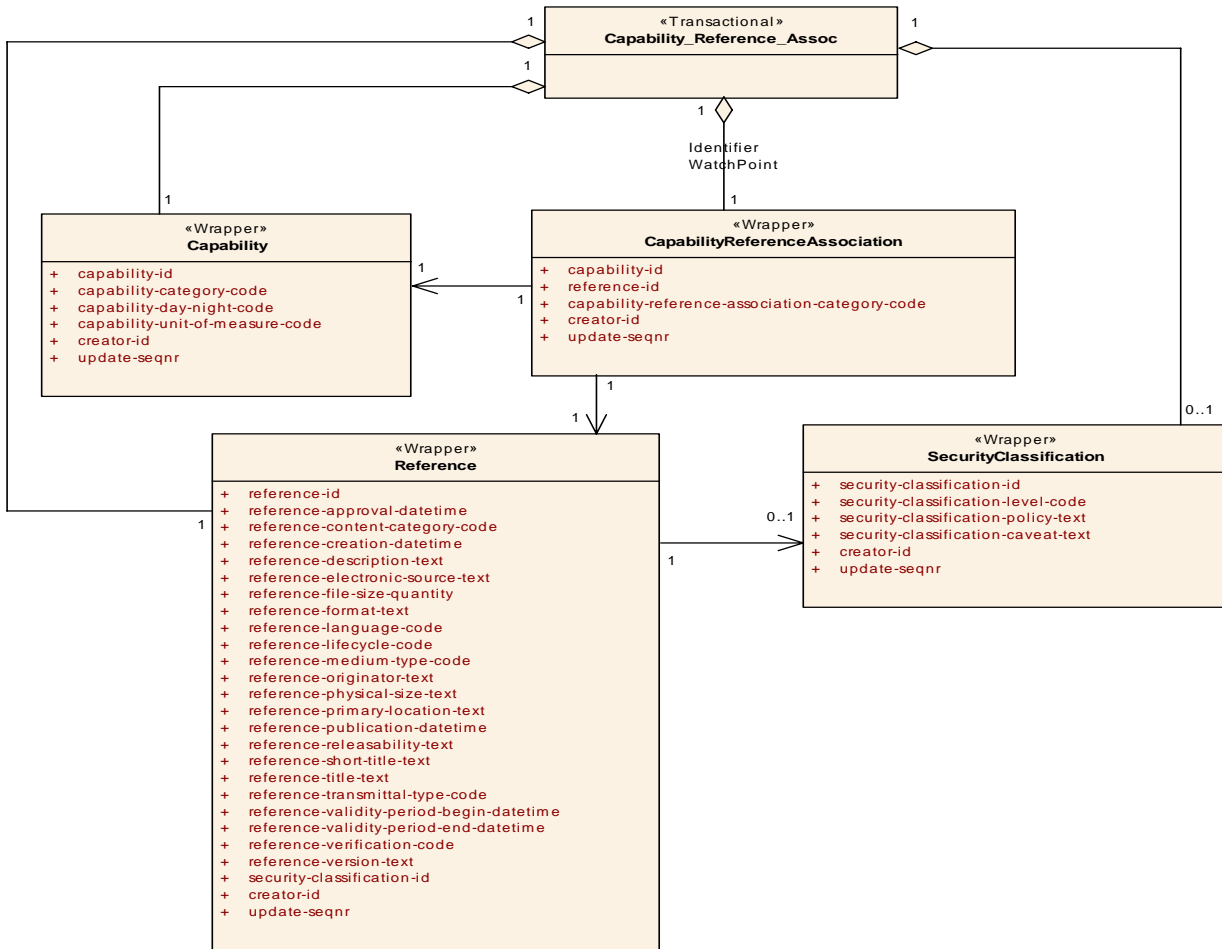 1
«Transactional»
Capability_Reference_Assoc
1
1
1
Identifier
WatchPoint
1
1
«Wrapper»
Capability
+ capability-id
+ capability-category-code
+ capability-day-night-code
+ capability-unit-of-measure-code
+ creator-id
+ update-seqnr
1
1
«Wrapper»
CapabilityReferenceAssociation
+ capability-id
+ reference-id
+ capability-reference-association-category-code
+ creator-id
+ update-seqnr
1
1
0..1
«Wrapper»
Reference
+ reference-id
+ reference-approval-datetime
+ reference-content-category-code
+ reference-creation-datetime
+ reference-description-text
+ reference-electronic-source-text
+ reference-file-size-quantity
+ reference-format-text
+ reference-language-code
+ reference-lifecycle-code
+ reference-medium-type-code
+ reference-originator-text
+ reference-physical-size-text
+ reference-primary-location-text
+ reference-publication-datetime
+ reference-releasability-text
+ reference-short-title-text
+ reference-title-text
+ reference-transmittal-type-code
+ reference-validity-period-begin-datetime
+ reference-validity-period-end-datetime
+ reference-verification-code
+ reference-version-text
+ security-classification-id
+ creator-id
+ update-seqnr
1
0..1
1
«Wrapper»
SecurityClassification
+ security-classification-id
+ security-classification-level-code
+ security-classification-policy-text
+ security-classification-caveat-text
+ creator-id
+ update-seqnr